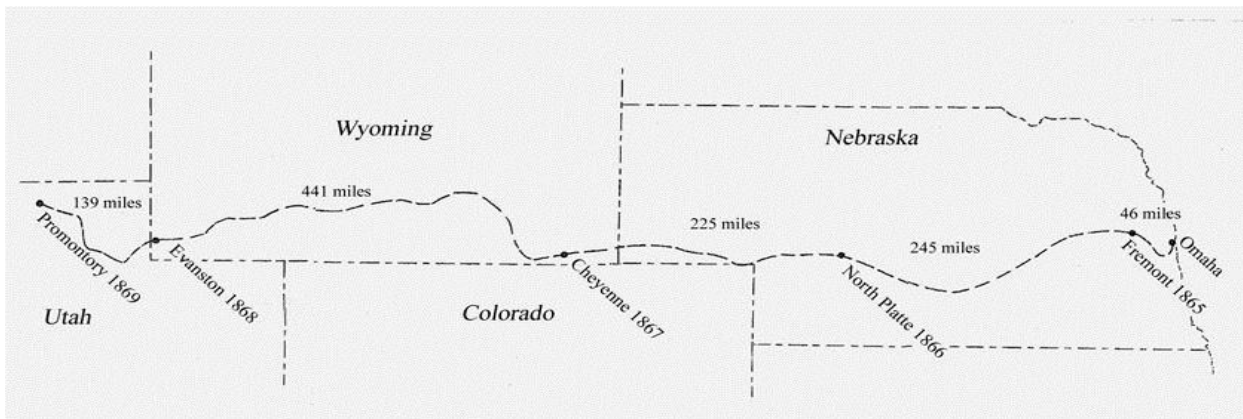 Wyoming
Nebraska
139 miles
441 miles
225 miles
245 miles
46 miles
Promontory 1869
Evanston 1868
Cheyenne 1867
North Platte 1866
Fremont 1865
Omaha
Utah
Colorado